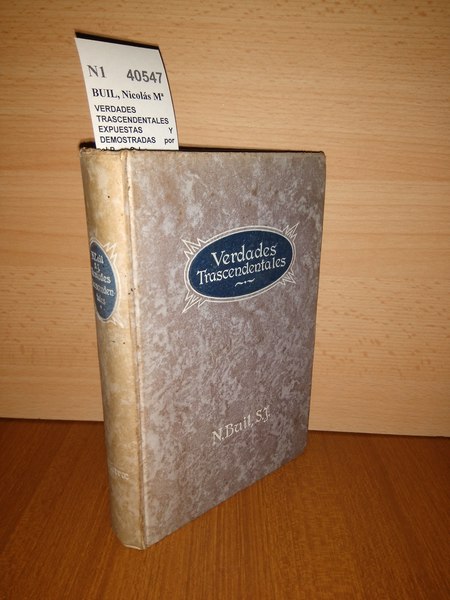 N1 40547
BUIL, Nicolás Mª
VERDADES
TRASCENDENTALES
EXPUESTAS Y
DEMOSTRADAS por
Verdades
Trascendentales
N. Buil, S.J.